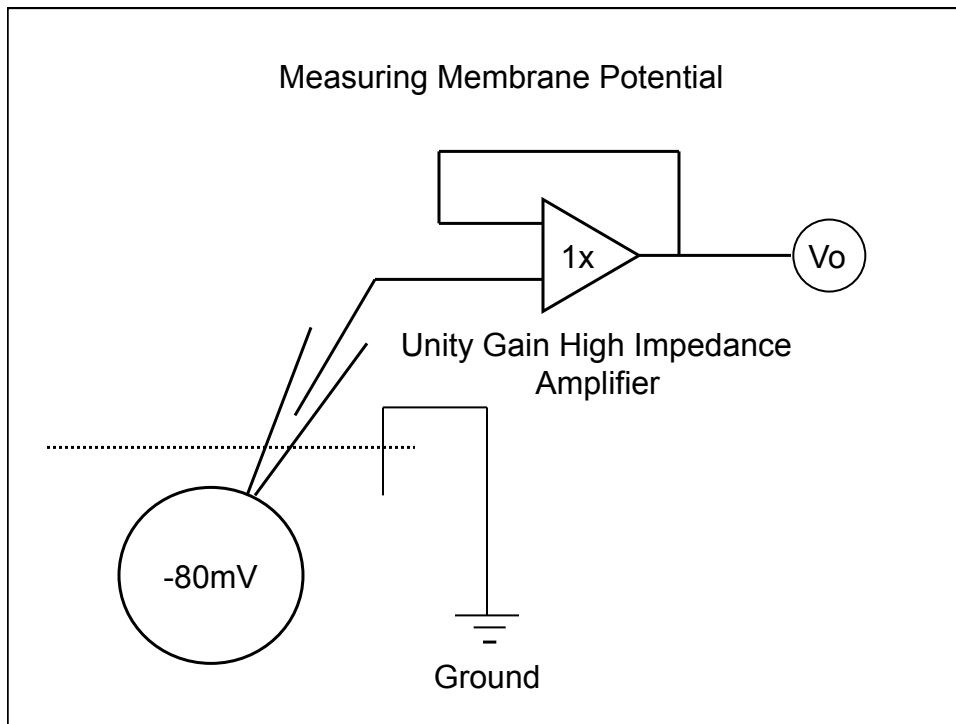 Measuring Membrane Potential
1x
Vo
Unity Gain High Impedance
Amplifier
-80mV
Ground